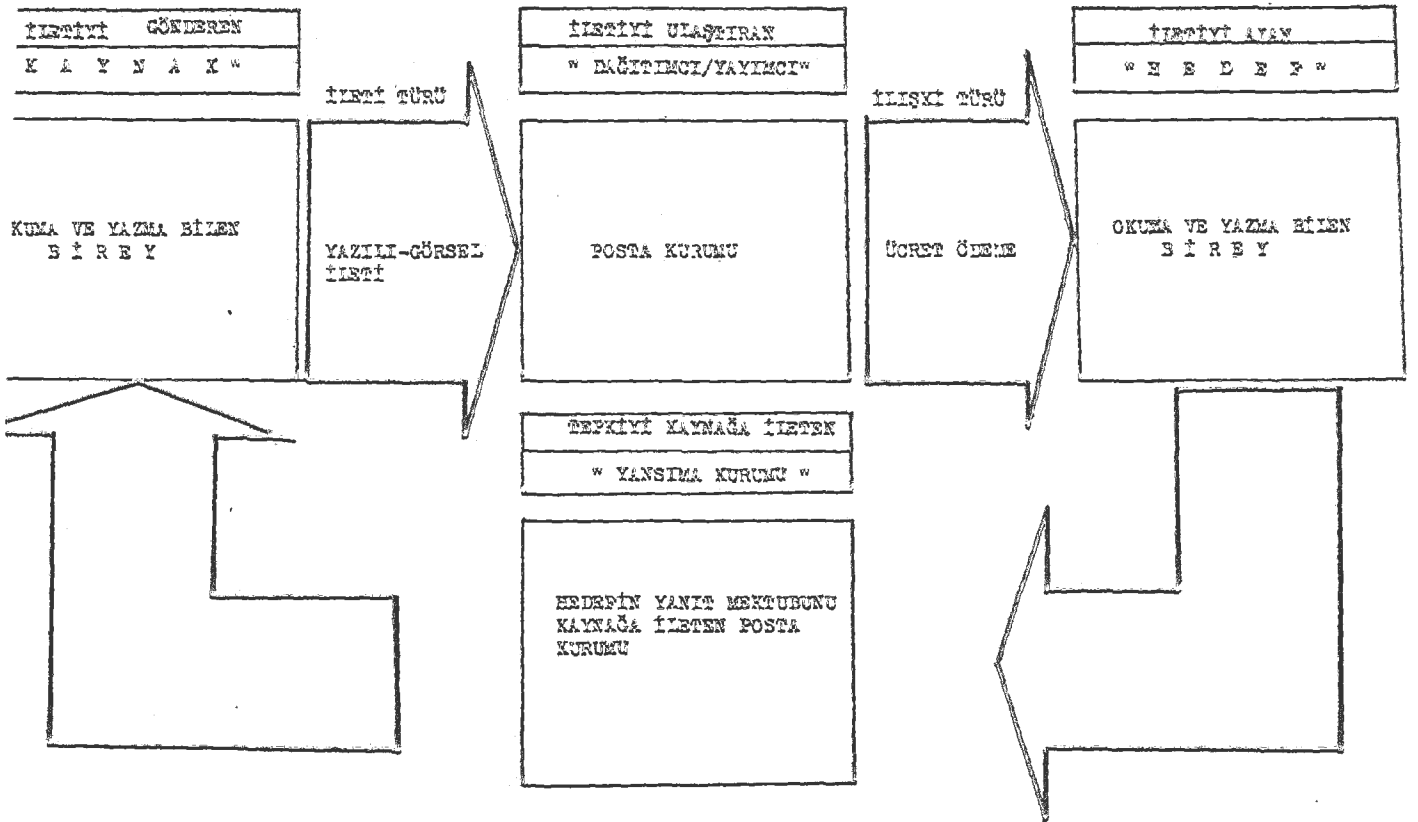 İLETİYİ GÖNDEREN
K A Y N A K "
İLETİ TÜRÜ
İLETİYİ ULAŞTIRAN
" DAĞITIMCI/YAYIMCI"
İLİŞKİ TÜRÜ
İLETİYİ ALAN
" H E D E F "
KUMA VE YAZMA BİLEN
B İ R E Y
YAZILI-GÖRSEL
İLETİ
POSTA KURUMU
ÜCRET ÖDEME
OKUMA VE YAZMA BİLEN
B İ R E Y
TEPKİYİ KAYNAĞA İLETEN
" YANSIMA KURUMU "
HEDEFİN YANIT MEKTUBUNU
KAYNAĞA İLETEN POSTA
KURUMU